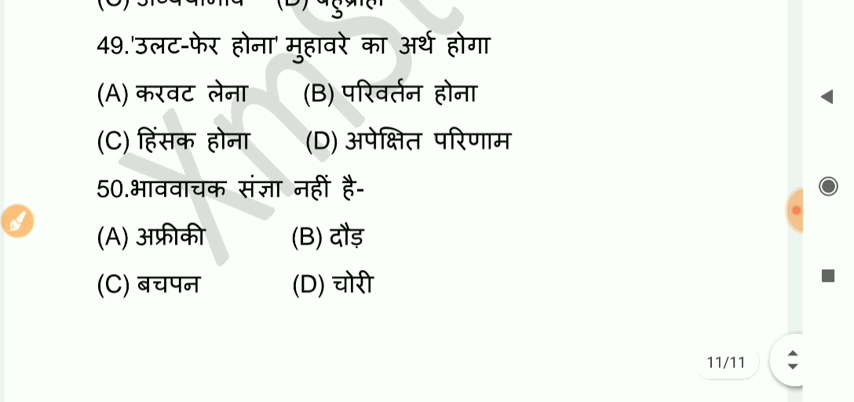 49.'उलट-फेर होना' मुहावरे का अर्थ होगा
(A) करवट लेना (B) परिवर्तन होना
(C) हिंसक होना (D) अपेक्षित परिणाम
50.भाववाचक संज्ञा नहीं है-
(A) अफ्रीकी (B) दौड़
(C) बचपन (D) चोरी
11/11